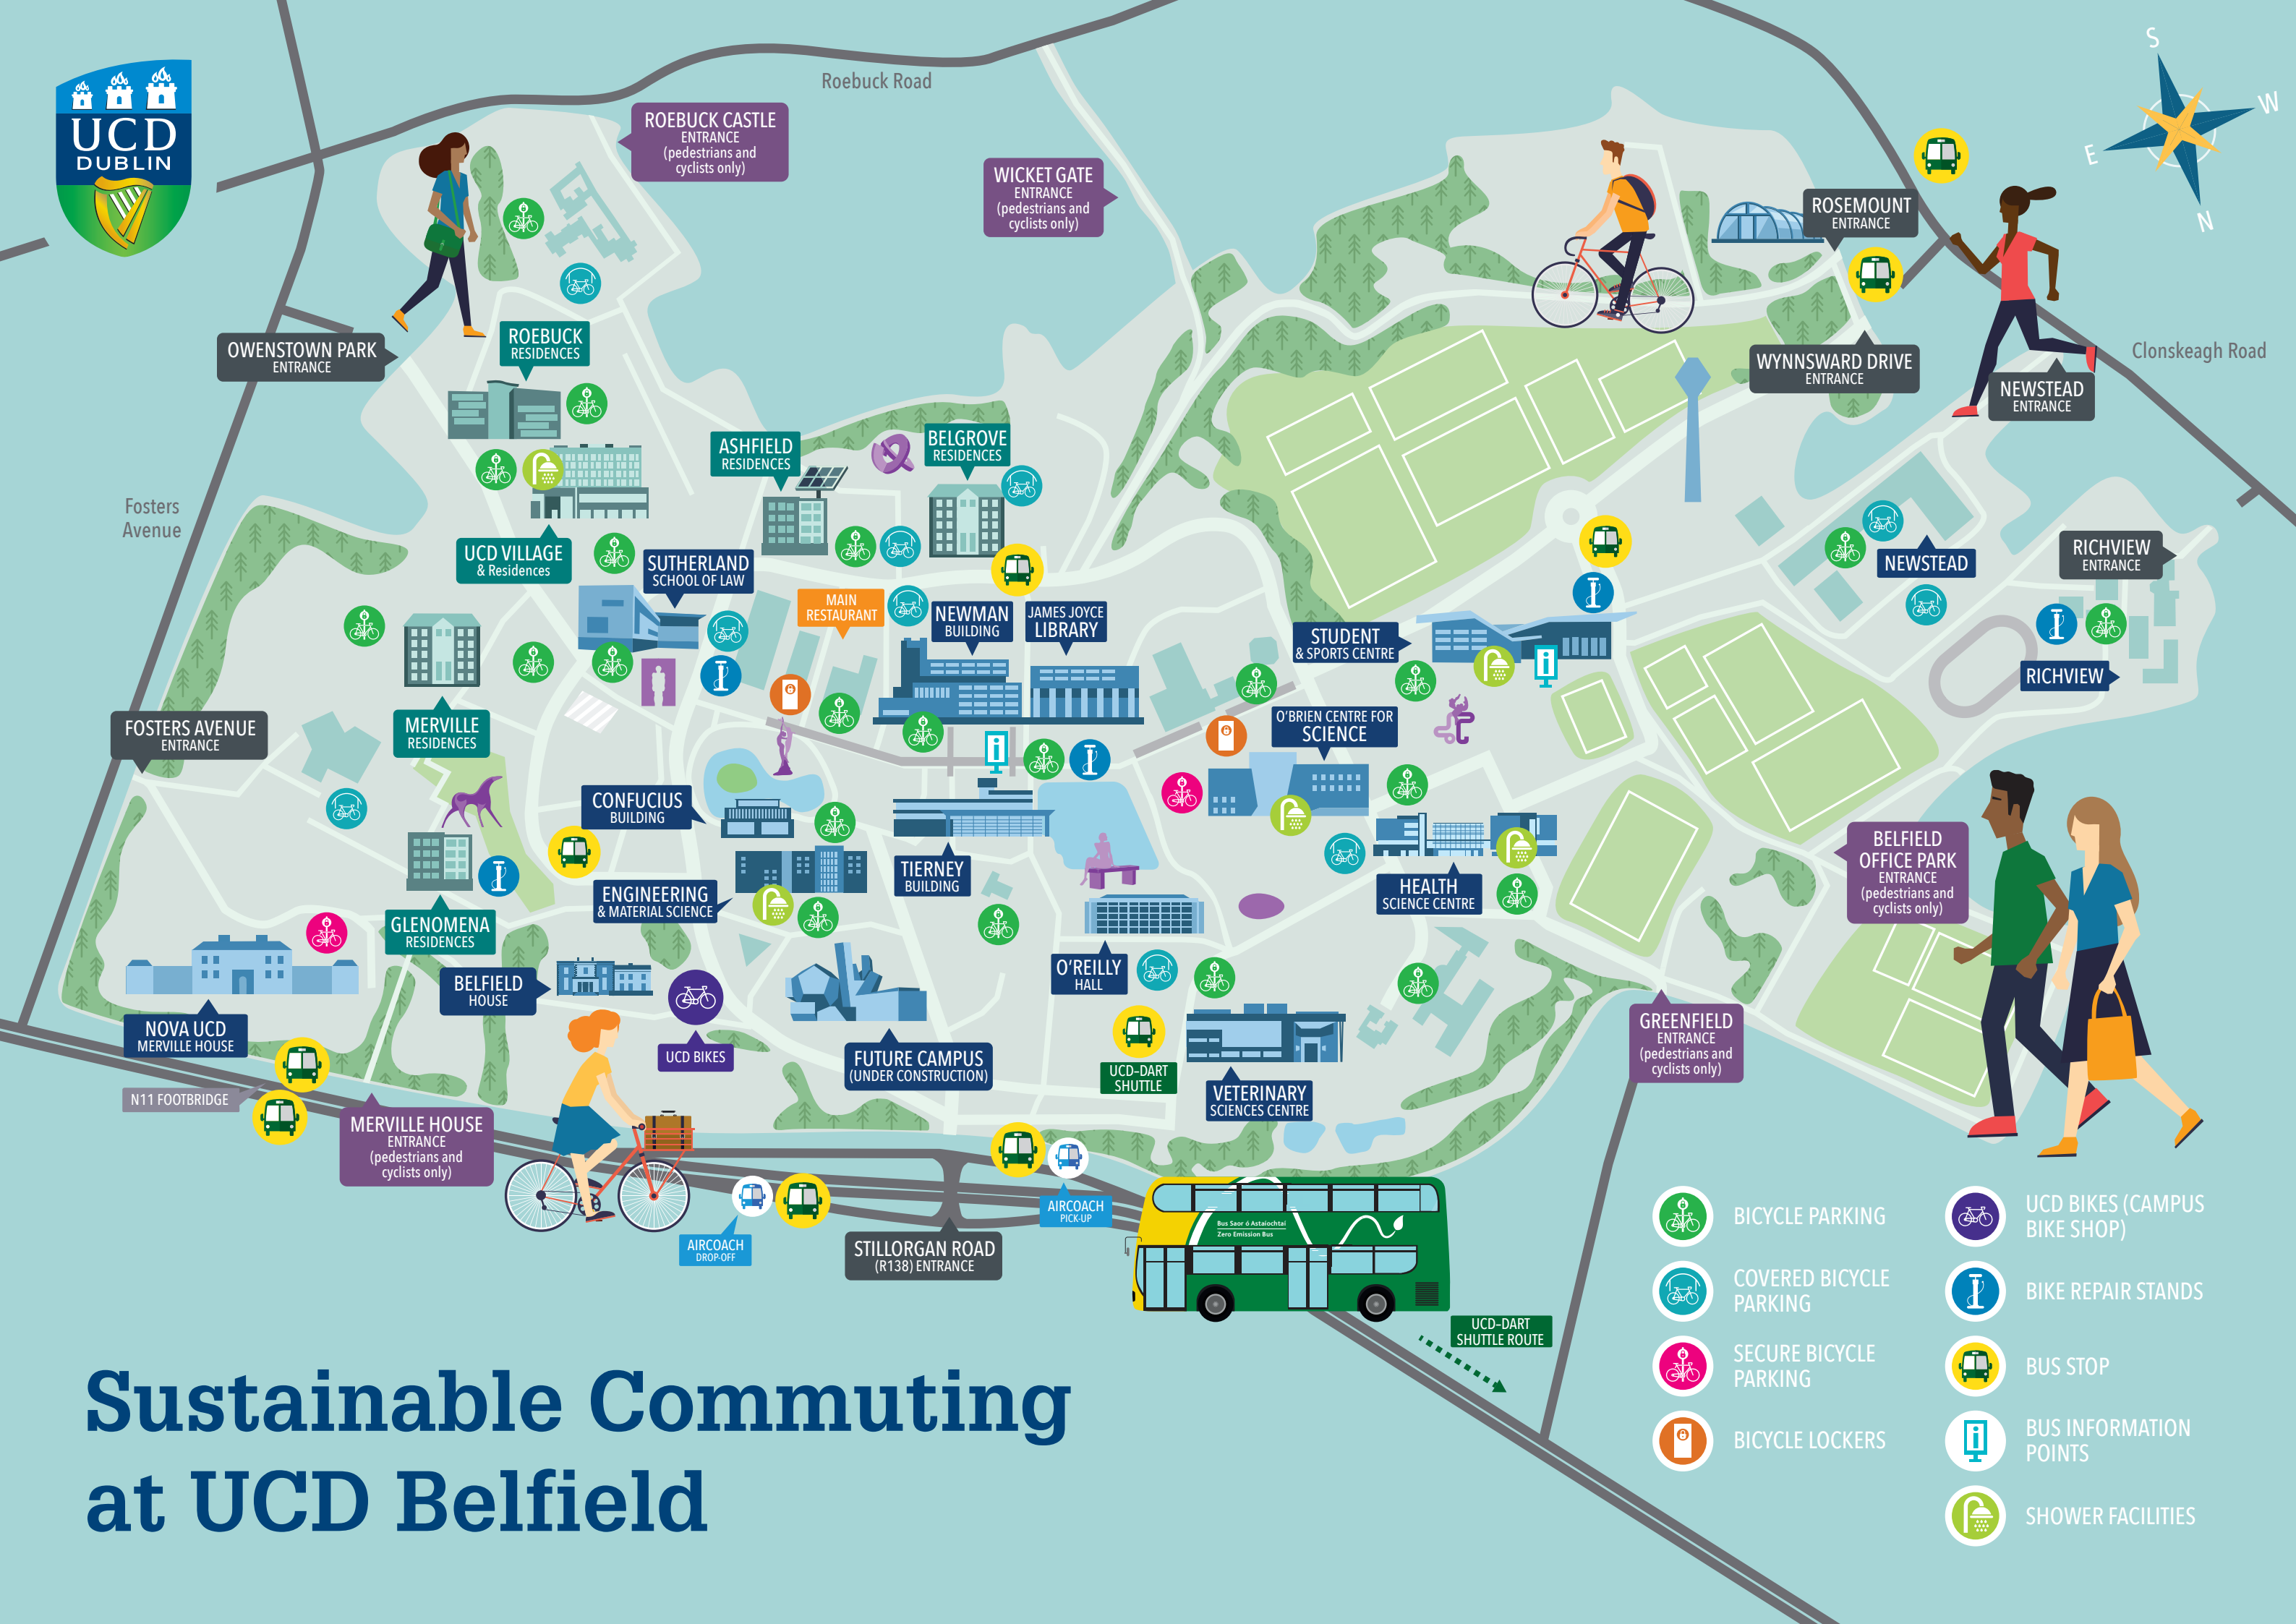 UCD
DUBLIN
Roebuck Road
ROEBUCK CASTLE
ENTRANCE
(pedestrians and
cyclists only)
WICKET GATE
ENTRANCE
(pedestrians and
cyclists only)
S
W
E
N
ROSEMOUNT
ENTRANCE
OWENSTOWN PARK
ENTRANCE
ROEBUCK
RESIDENCES
WYNNSWARD DRIVE
ENTRANCE
Clonskeagh Road
NEWSTEAD
ENTRANCE
Fosters
Avenue
ASHFIELD
RESIDENCES
BELGROVE
RESIDENCES
UCD VILLAGE
& Residences
SUTHERLAND
SCHOOL OF LAW
MAIN
RESTAURANT
NEWMAN
BUILDING
JAMES JOYCE
LIBRARY
STUDENT
& SPORTS CENTRE
NEWSTEAD
RICHVIEW
ENTRANCE
RICHVIEW
FOSTERS AVENUE
ENTRANCE
MERVILLE
RESIDENCES
O'BRIEN CENTRE FOR
SCIENCE
CONFUCIUS
BUILDING
TIERNEY
BUILDING
ENGINEERING
& MATERIAL SCIENCE
HEALTH
SCIENCE CENTRE
BELFIELD
OFFICE PARK
ENTRANCE
(pedestrians and
cyclists only)
GLENOMENA
RESIDENCES
BELFIELD
HOUSE
O'REILLY
HALL
NOVA UCD
MERVILLE HOUSE
UCD BIKES
FUTURE CAMPUS
(UNDER CONSTRUCTION)
UCD-DART
SHUTTLE
VETERINARY
SCIENCES CENTRE
GREENFIELD
ENTRANCE
(pedestrians and
cyclists only)
N11 FOOTBRIDGE
MERVILLE HOUSE
ENTRANCE
(pedestrians and
cyclists only)
AIRCOACH
DROP-OFF
STILLORGAN ROAD
(R138) ENTRANCE
AIRCOACH
PICK-UP
Bus Saor ó Astaíochtaí
Zero Emission Bus
UCD-DART
SHUTTLE ROUTE
Sustainable Commuting
at UCD Belfield
BICYCLE PARKING
COVERED BICYCLE
PARKING
SECURE BICYCLE
PARKING
BICYCLE LOCKERS
UCD BIKES (CAMPUS
BIKE SHOP)
BIKE REPAIR STANDS
BUS STOP
BUS INFORMATION
POINTS
SHOWER FACILITIES